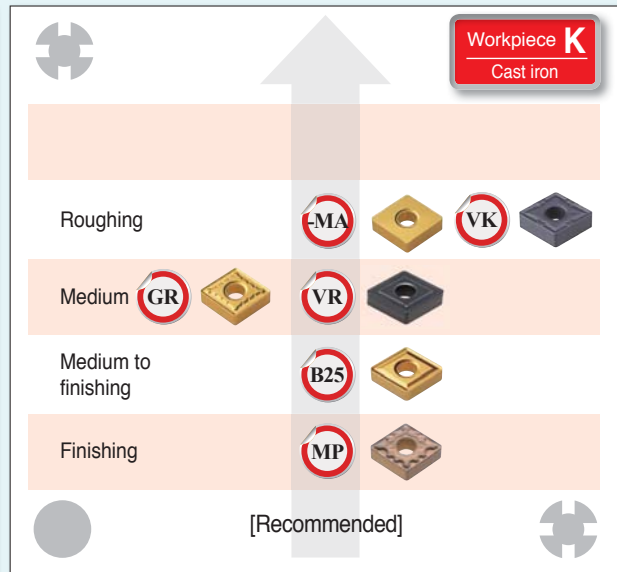 Workpiece K
Cast iron
Roughing -MA VK
Medium GR VR
Medium to
finishing
B25
Finishing MP
[Recommended]